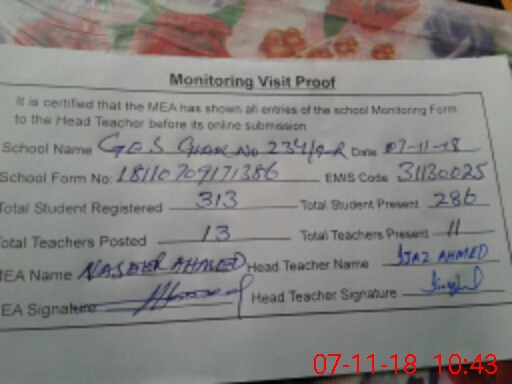 Monitoring Visit Proof
It is certified that the MEA has shown all entries of the school Monitoring Form
to the Head Teacher before its online submission
School Name GES Chak No 234/9-R Date 07-11-18
School Form No: 18110709171386 EMIS Code 31130025
Total Student Registered 313 Total Student Present 286
Total Teachers Posted 13 Total Teachers Present 11
MEA Name NASEER AHMED Head Teacher Name IJAZ AHMED
EA Signature Head Teacher Signature
07-11-18 10:43